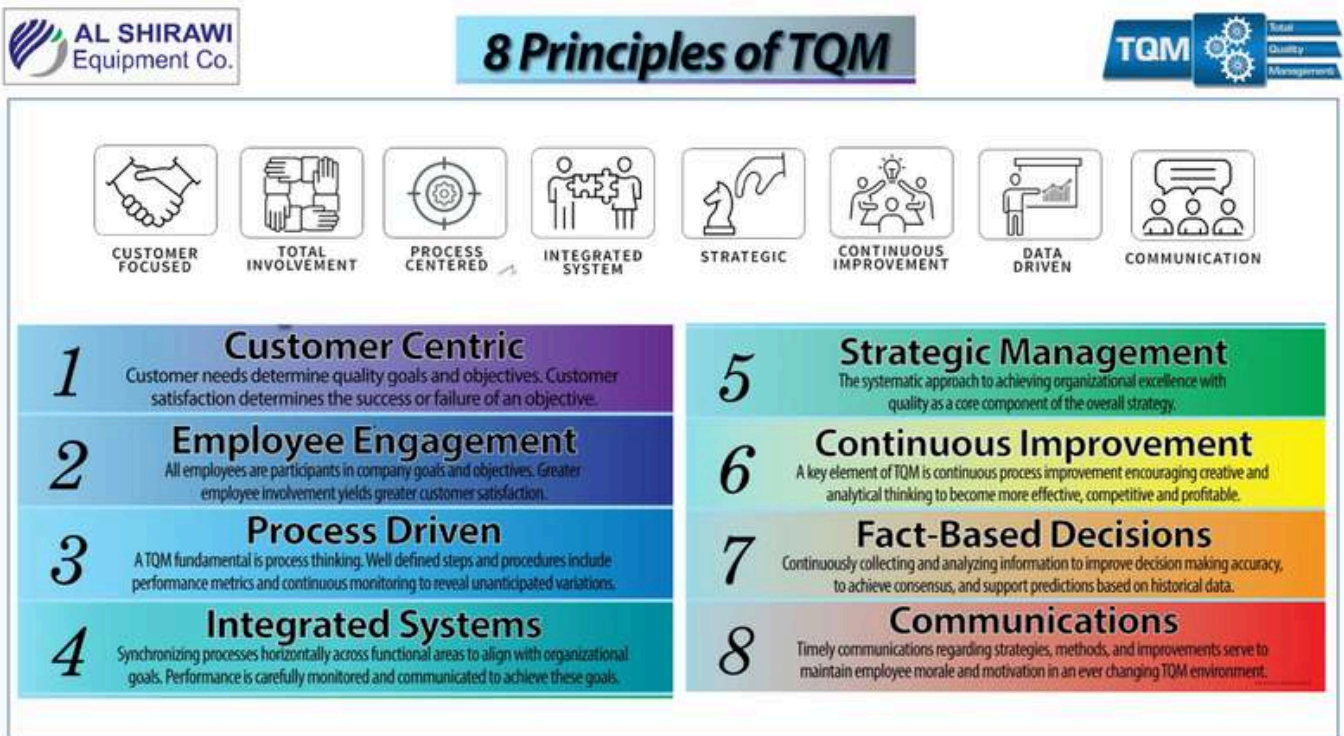 AL SHIRAWI
Equipment Co.
8 Principles of TQM
TQM
Total
Quality
Management
CUSTOMER
FOCUSED
TOTAL
INVOLVEMENT
PROCESS
CENTERED
INTEGRATED
SYSTEM
STRATEGIC
CONTINUOUS
IMPROVEMENT
DATA
DRIVEN
COMMUNICATION
1
Customer Centric
Customer needs determine quality goals and objectives. Customer
satisfaction determines the success or failure of an objective.
2
Employee Engagement
All employees are participants in company goals and objectives. Greater
employee involvement yields greater customer satisfaction.
3
Process Driven
A TQM fundamental is process thinking. Well defined steps and procedures include
performance metrics and continuous monitoring to reveal unanticipated variations.
4
Integrated Systems
Synchronizing processes horizontally across functional areas to align with organizational
goals. Performance is carefully monitored and communicated to achieve these goals.
5
Strategic Management
The systematic approach to achieving organizational excellence with
quality as a core component of the overall strategy.
6
Continuous Improvement
A key element of TQM is continuous process improvement encouraging creative and
analytical thinking to become more effective, competitive and profitable.
7
Fact-Based Decisions
Continuously collecting and analyzing information to improve decision making accuracy,
to achieve consensus, and support predictions based on historical data.
8
Communications
Timely communications regarding strategies, methods, and improvements serve to
maintain employee morale and motivation in an ever changing TQM environment.